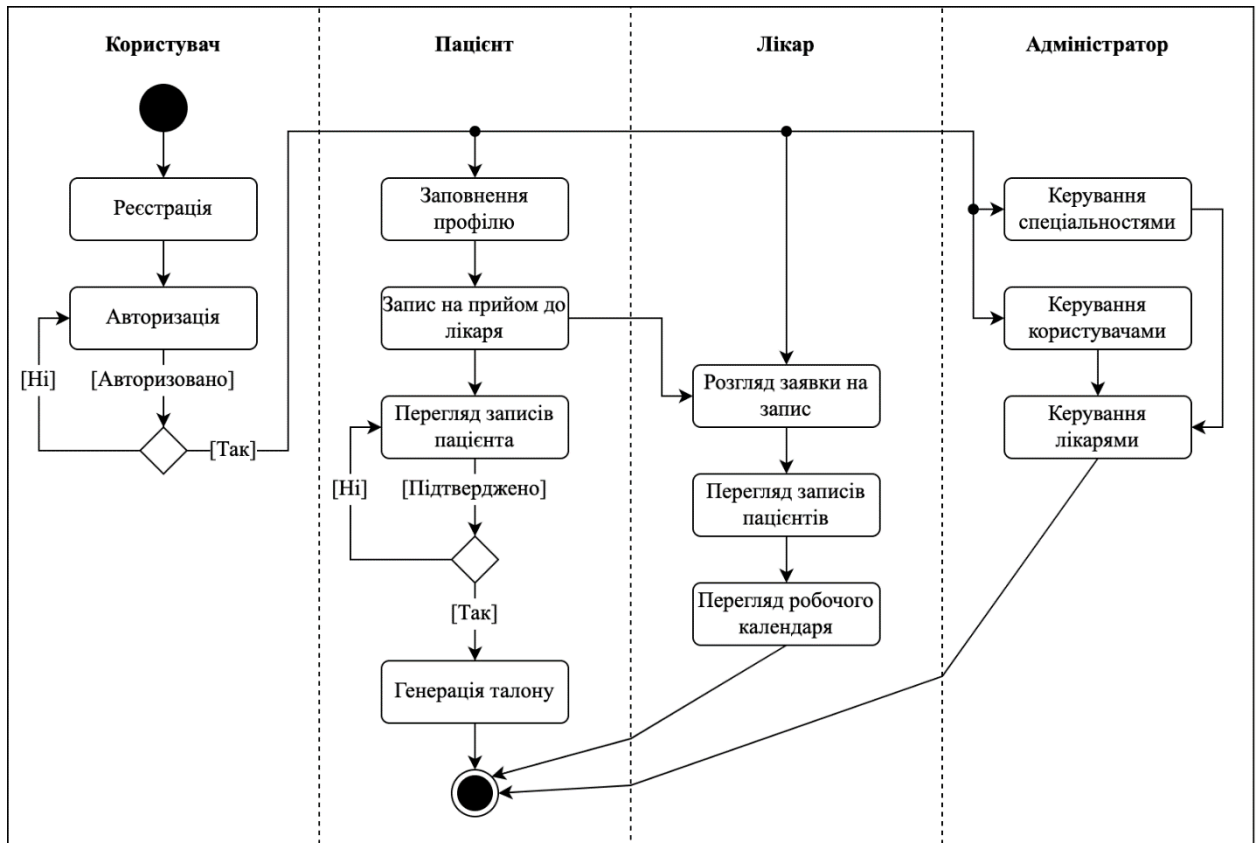 Користувач
Пацієнт
Лікар
Адміністратор
Реєстрація
Авторизація
[Ні]
[Авторизовано]
[Так]
Заповнення
профілю
Запис на прийом до
лікаря
Перегляд записів
пацієнта
[Ні]
[Підтверджено]
[Так]
Генерація талону
Розгляд заявки на
запис
Перегляд записів
пацієнтів
Перегляд робочого
календаря
Керування
спеціальностями
Керування
користувачами
Керування
лікарями